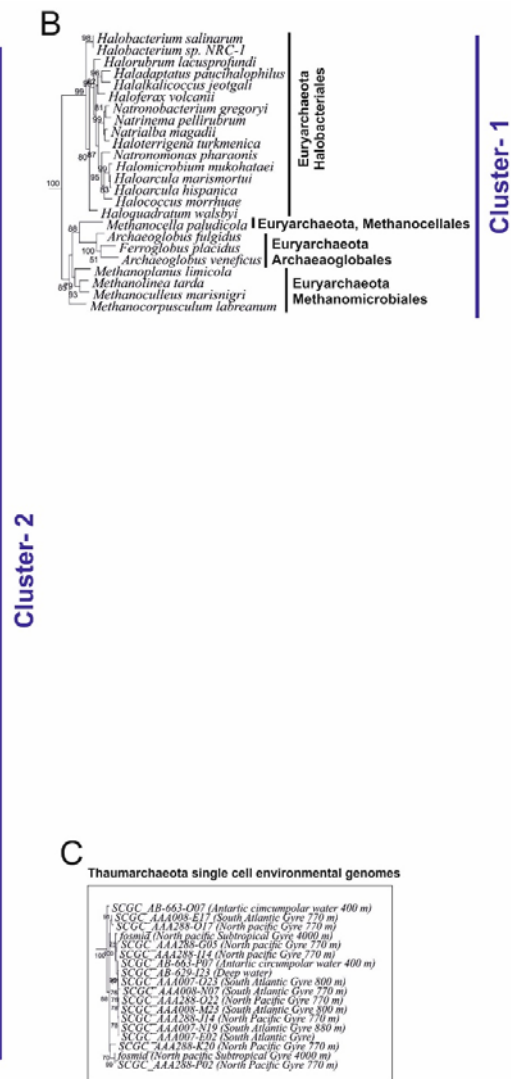 B
Halobacterium salinarum
Halobacterium sp. NRC-1
Halorubrum lacusprofundi
Haladaptatus paucihalophilus
Halalkalicoccus jeotgali
Haloferax volcanii
Natronobacterium gregoryi
Natrinema pellirubrum
Natrialba magadii
Haloterrigena turkmenica
Natronomonas pharaonis
Halomicrobium mukohataei
Haloarcula marismortui
Haloarcula hispanica
Halococcus morrhuae
Haloquadratum walsbyi
Methanocella paludicola
Archaeoglobus fulgidus
Ferroglobus placidus
Archaeoglobus veneficus
Methanoplanus limicola
Methanolinea tarda
Methanoculleus marisnigri
Methanocorpusculum labreanum
Euryarchaeota
Halobacteriales
Euryarchaeota, Methanocellales
Euryarchaeota
Archaeaoglobales
Euryarchaeota
Methanomicrobiales
Cluster- 1
100
99
98
80
88
100
51
93
Cluster- 2
C
Thaumarchaeota single cell environmental genomes
SCGC_AB-663-O07 (Antartic cimcumpolar water 400 m)
SCGC_AAA008-E17 (South Atlantic Gyre 770 m)
SCGC_AAA288-O17 (North pacific Gyre 770 m)
fosmid (North pacific Subtropical Gyre 4000 m)
SCGC_AAA288-G05 (North pacific Gyre 770 m)
SCGC_AAA288-I14 (North pacific Gyre 770 m)
SCGC_AB-663-P07 (Antartic circumpolar water 400 m)
SCGC_AB-629-I23 (Deep water)
SCGC_AAA007-O23 (South Atlantic Gyre 800 m)
SCGC_AAA008-N07 (South Atlantic Gyre 770 m)
SCGC_AAA288-O22 (North Pacific Gyre 770 m)
SCGC_AAA008-M23 (South Atlantic Gyre 800 m)
SCGC_AAA288-J14 (North Pacific Gyre 770 m)
SCGC_AAA007-N19 (South Atlantic Gyre 880 m)
SCGC_AAA007-E02 (South Atlantic Gyre)
SCGC_AAA288-K20 (North Pacific Gyre 770 m)
fosmid (North pacific Subtropical Gyre 4000 m)
SCGC_AAA288-P02 (North Pacific Gyre 770 m)